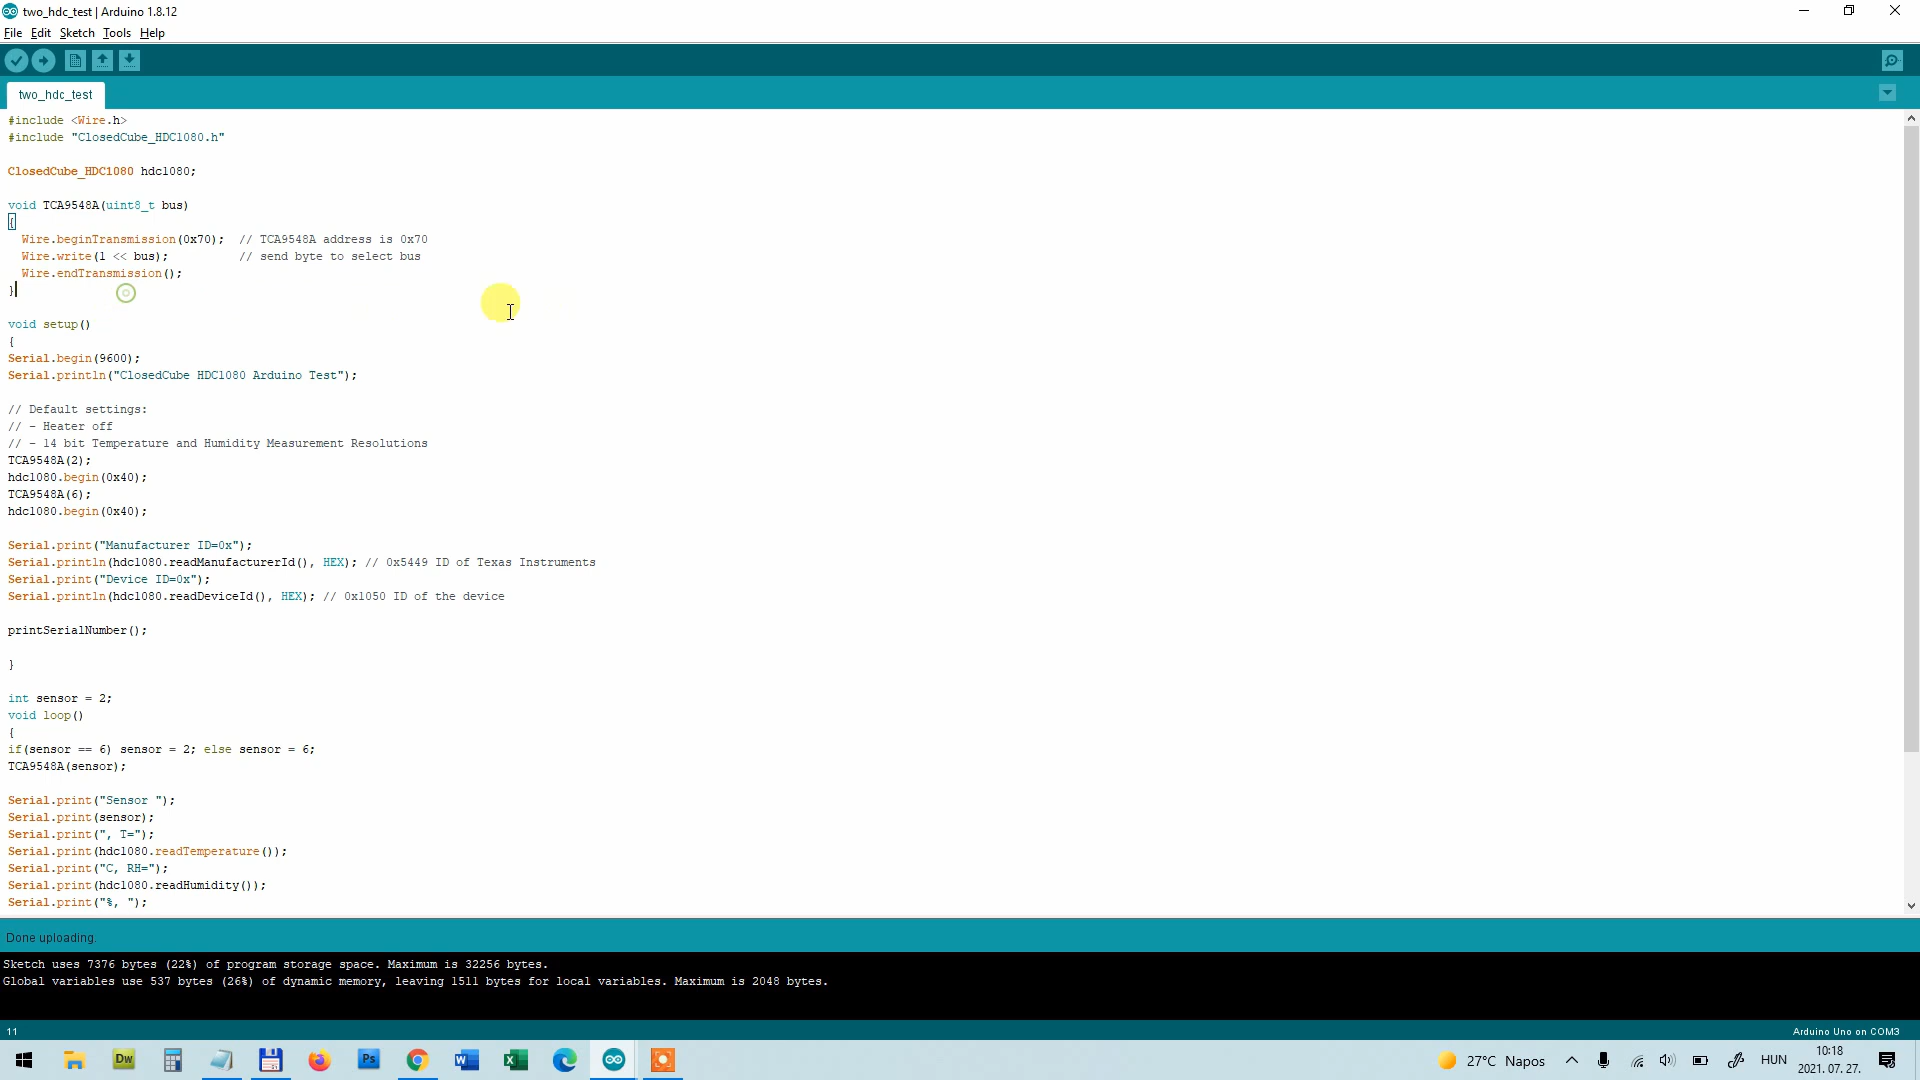 two_hdc_test | Arduino 1.8.12
File Edit Sketch Tools Help
two_hdc_test
#include <Wire.h>
#include "ClosedCube_HDC1080.h"
ClosedCube_HDC1080 hdc1080;
void TCA9548A(uint8_t bus)
{
Wire.beginTransmission(0x70);  // TCA9548A address is 0x70
Wire.write(1 << bus);          // send byte to select bus
Wire.endTransmission();
}
void setup()
{
Serial.begin(9600);
Serial.println("ClosedCube HDC1080 Arduino Test");
// Default settings:
// - Heater off
// - 14 bit Temperature and Humidity Measurement Resolutions
TCA9548A(2);
hdc1080.begin(0x40);
TCA9548A(6);
hdc1080.begin(0x40);
Serial.print("Manufacturer ID=0x");
Serial.println(hdc1080.readManufacturerId(), HEX); // 0x5449 ID of Texas Instruments
Serial.print("Device ID=0x");
Serial.println(hdc1080.readDeviceId(), HEX); // 0x1050 ID of the device
printSerialNumber();
}
int sensor = 2;
void loop()
{
if(sensor == 6) sensor = 2; else sensor = 6;
TCA9548A(sensor);
Serial.print("Sensor ");
Serial.print(sensor);
Serial.print(", T=");
Serial.print(hdc1080.readTemperature());
Serial.print("C, RH=");
Serial.print(hdc1080.readHumidity());
Serial.print("%, ");
Done uploading.
Sketch uses 7376 bytes (22%) of program storage space. Maximum is 32256 bytes.
Global variables use 537 bytes (26%) of dynamic memory, leaving 1511 bytes for local variables. Maximum is 2048 bytes.
11
Arduino Uno on COM3
Dw
Ps
27°C Napos
HUN
10:18
2021. 07. 27.